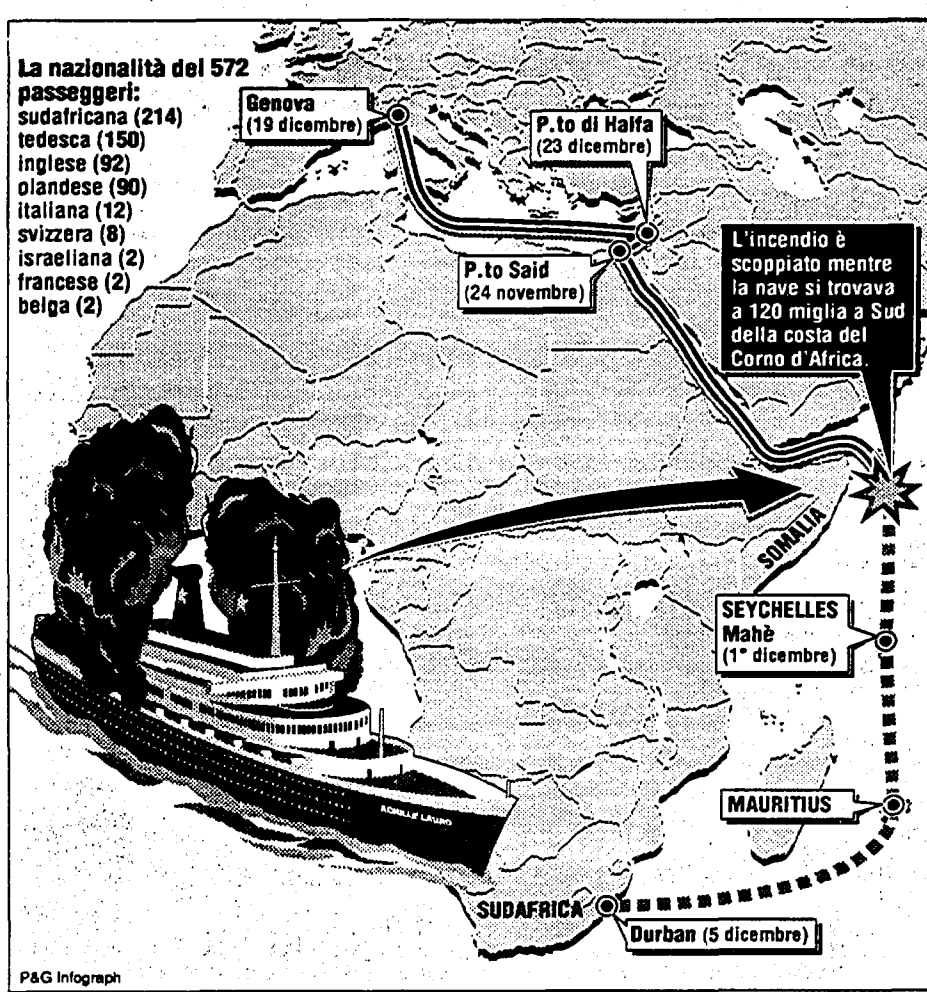 La nazionalità dei 572
passeggeri:
sudafricana (214)
tedesca (150)
inglese (92)
olandese (90)
italiana (12)
svizzera (8)
israeliana (2)
francese (2)
belga (2)
Genova
(19 dicembre)
P.to di Haifa
(23 dicembre)
P.to Said
(24 novembre)
L'incendio è
scoppiato mentre
la nave si trovava
a 120 miglia a Sud
della costa del
Corno d'Africa.
SOMALIA
SEYCHELLES
Mahè
(1° dicembre)
MAURITIUS
ACHILLE LAURO
SUDAFRICA
Durban (5 dicembre)
P&G Infograph